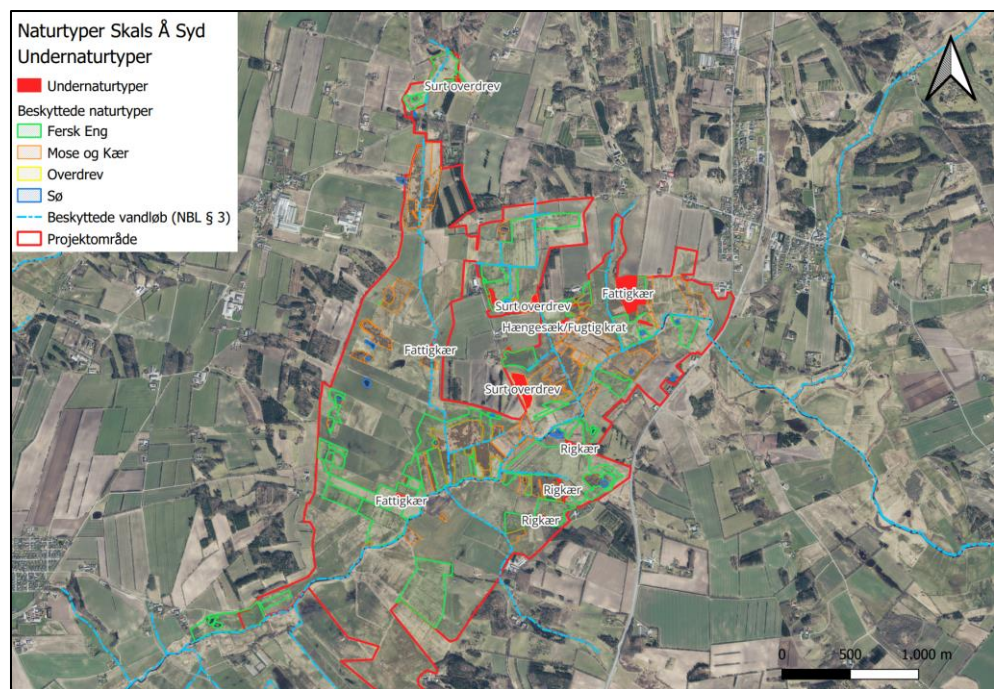 Naturtyper Skals Å Syd
Undernaturtyper
Undernaturtyper
Beskyttede naturtyper
Fersk Eng
Mose og Kær
Overdrev
Sø
Beskyttede vandløb (NBL § 3)
Projektområde
Surt overdrev
Fattigkær
Surt overdrev
Hængesæk/Fugtig krat
Fattigkær
Surt overdrev
Rigkær
Rigkær
Fattigkær
Rigkær
0 500 1.000 m